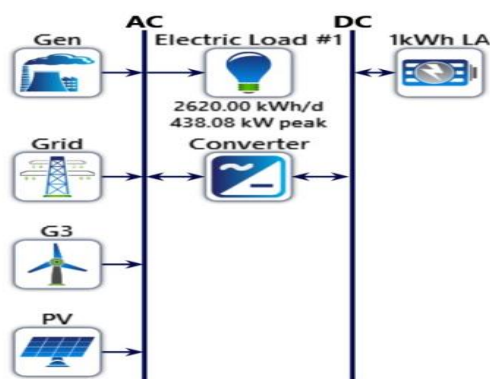 AC
DC
Gen
Electric Load #1
1kWh LA
2620.00 kWh/d
438.08 kW peak
Grid
Converter
G3
PV